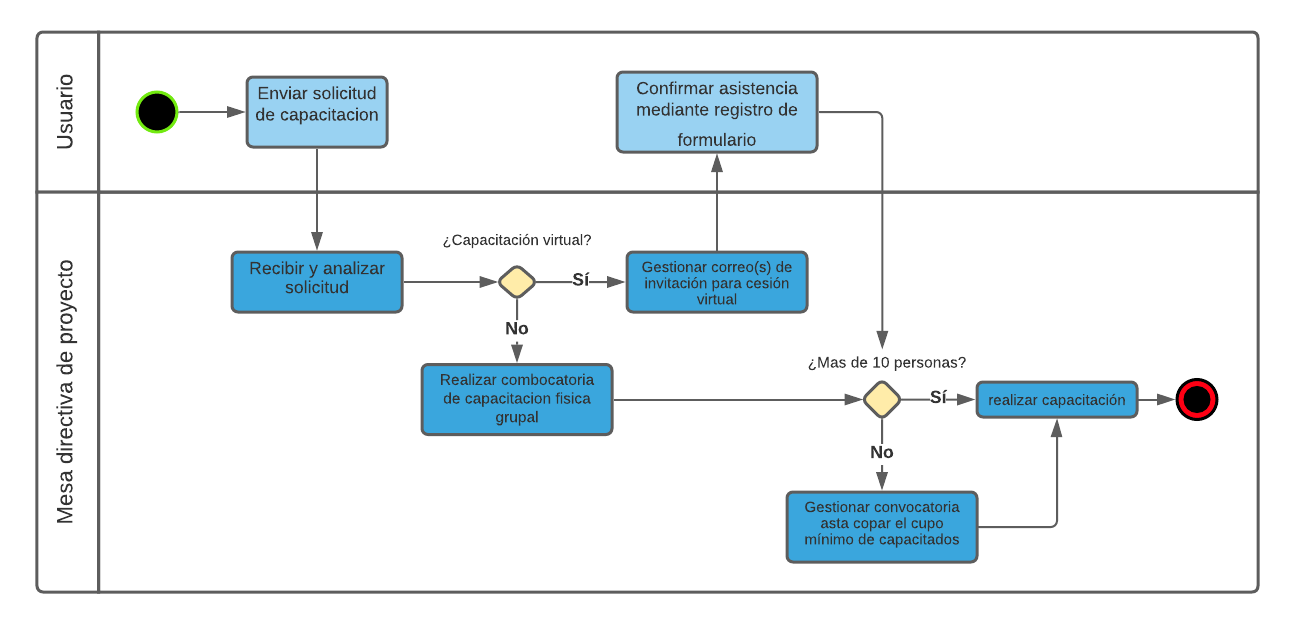 Usuario
Enviar solicitud
de capacitacion
Confirmar asistencia
mediante registro de
formulario
Mesa directiva de proyecto
Recibir y analizar
solicitud
¿Capacitación virtual?
Sí
Gestionar correo(s) de
invitación para cesión
virtual
No
Realizar combocatoria
de capacitacion fisica
grupal
¿Mas de 10 personas?
Sí
realizar capacitación
No
Gestionar convocatoria
asta copar el cupo
mínimo de capacitados